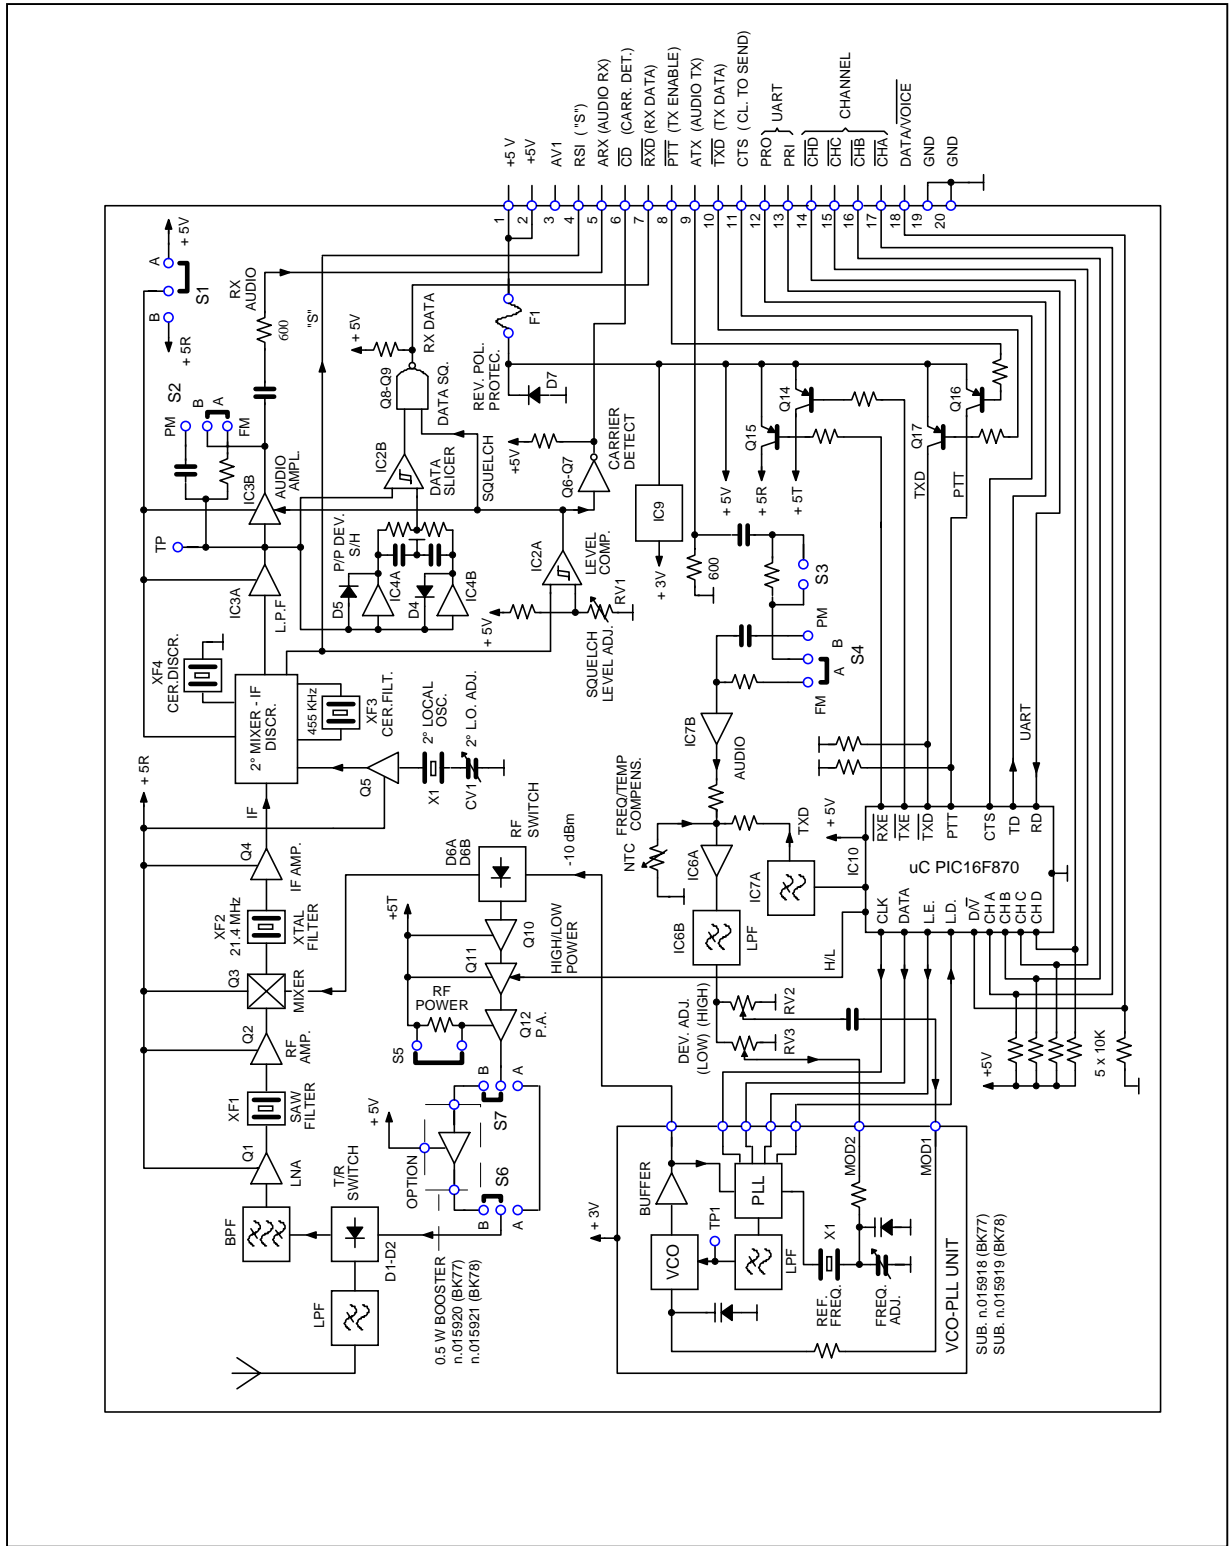 +5 V
+5V
AV1
RSI ( "S")
ARX (AUDIO RX)
CD (CARR. DET.)
RXD (RX DATA)
PTT (TX ENABLE)
ATX (AUDIO TX)
TXD (TX DATA)
CTS ( CL. TO SEND)
PRO
PRI
UART
CHD
CHC
CHB
CHA
CHANNEL
DATA/VOICE
GND
GND
1
2
3
4
5
6
7
8
9
10
11
12
13
14
15
16
17
18
19
20
+ 5V
A
B
S1
+ 5R
RX
AUDIO
600
"S"
S2
PM
B
A
FM
TP
IC3B
AUDIO
AMPL.
IC3A
L.P.F
XF4
CER.DISCR.
2° MIXER - IF
DISCR.
455 KHz
XF3
CER.FILT.
+ 5R
IF
Q5
X1
2° LOCAL
OSC.
CV1
2° L.O. ADJ.
Q4
IF AMP.
XF2
21.4 MHz
XTAL
FILTER
Q3
MIXER
Q2
RF
AMP.
XF1
SAW
FILTER
Q1
LNA
BPF
T/R
SWITCH
D1-D2
LPF
+ 5V
RX DATA
Q8-Q9
DATA SQ.
IC2B
DATA
SLICER
SQUELCH
P/P DEV.
S/H
D5
IC4A
D4
IC4B
IC2A
LEVEL
COMP.
+ 5V
RV1
SQUELCH
LEVEL ADJ.
+5V
Q6-Q7
CARRIER
DETECT
REV. POL.
PROTEC.
F1
D7
IC9
+ 3V
+ 5V
+ 5R
+ 5T
Q15
Q14
Q17
Q16
TXD
PTT
600
S3
PM
B
A
S4
FM
IC7B
AUDIO
FREQ/TEMP
COMPENS.
NTC
IC6A
TXD
IC7A
IC6B
LPF
D6A
D6B
RF
SWITCH
-10 dBm
Q10
HIGH/LOW
POWER
Q11
+5T
RF
POWER
Q12
P.A.
S5
H/L
+ 5V
IC10
uC PIC16F870
RXE
TXE
TXD
PTT
CTS
TD
RD
UART
CLK
DATA
L.E.
L.D.
D/V
CH A
CH B
CH C
CH D
DEV. ADJ.
(LOW) (HIGH)
RV2
RV3
+5V
5 x 10K
+ 5V
OPTION
B
A
S7
S6
B
A
0.5 W BOOSTER
n.015920 (BK77)
n.015921 (BK78)
+ 3V
BUFFER
VCO
PLL
TP1
LPF
MOD2
MOD1
X1
REF.
FREQ.
FREQ.
ADJ.
VCO-PLL UNIT
SUB. n.015918 (BK77)
SUB. n.015919 (BK78)